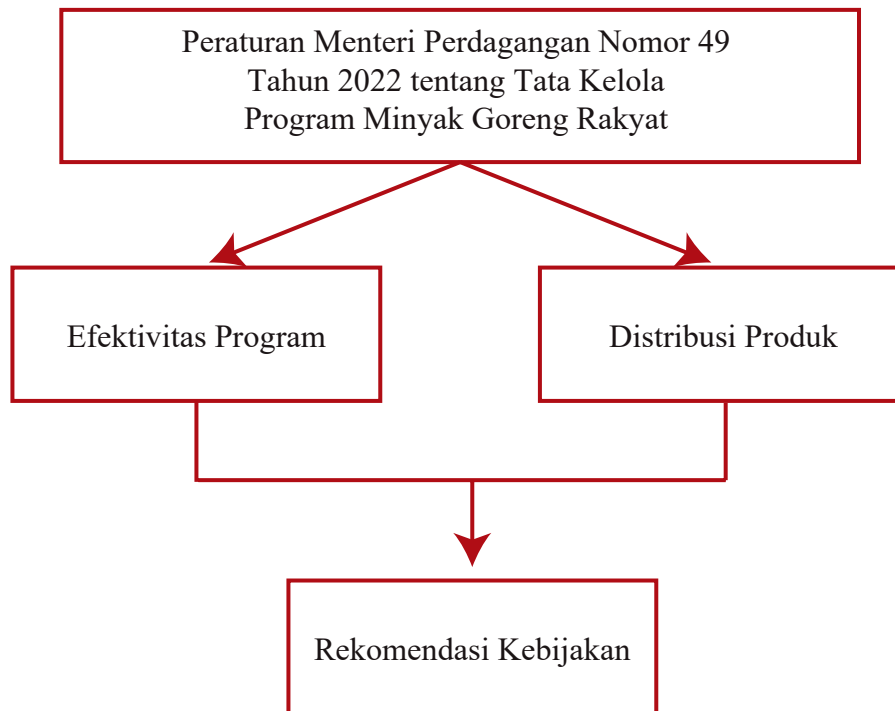 Peraturan Menteri Perdagangan Nomor 49
Tahun 2022 tentang Tata Kelola
Program Minyak Goreng Rakyat
Efektivitas Program
Distribusi Produk
Rekomendasi Kebijakan